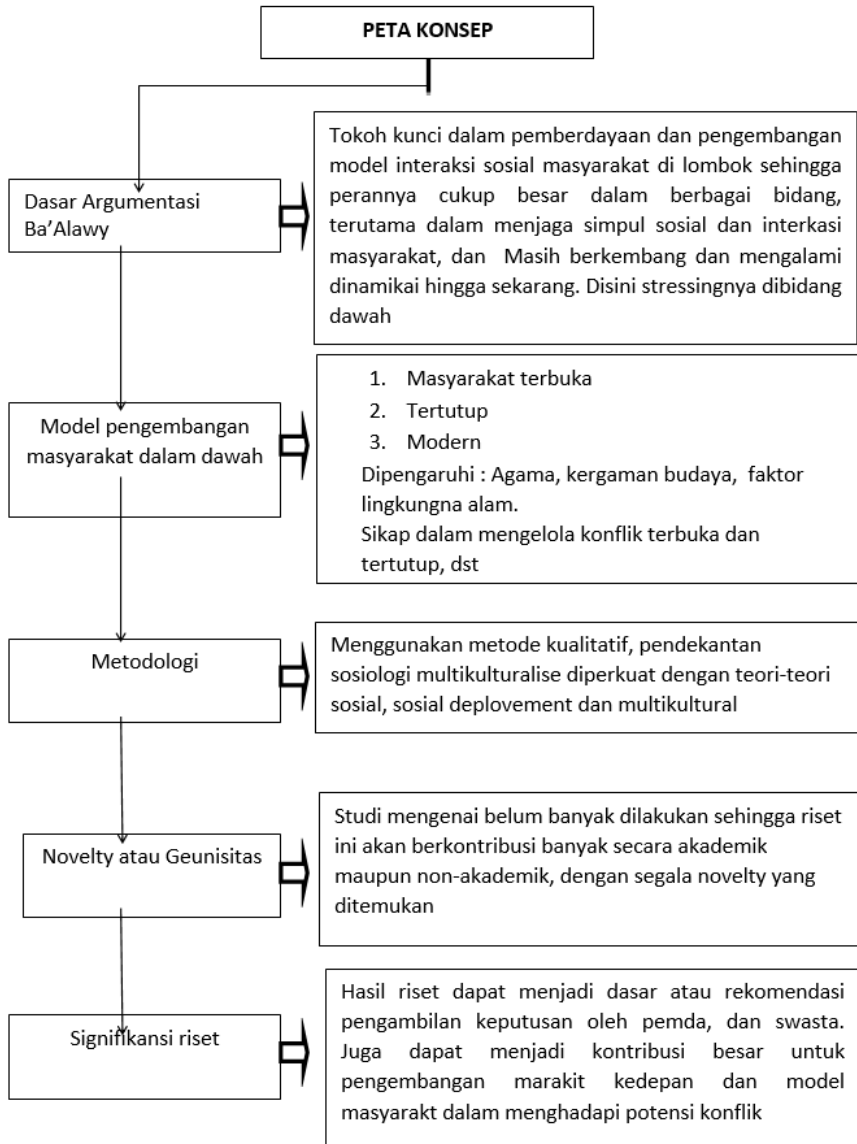 PETA KONSEP
Dasar Argumentasi
Ba’Alawy
Tokoh kunci dalam pemberdayaan dan pengembangan
model interaksi sosial masyarakat di lombok sehingga
perannya cukup besar dalam berbagai bidang,
terutama dalam menjaga simpul sosial dan interkasi
masyarakat, dan Masih berkembang dan mengalami
dinamikai hingga sekarang. Disini stressingnya dibidang
dawah
Model pengembangan
masyarakat dalam dawah
1. Masyarakat terbuka
2. Tertutup
3. Modern
Dipengaruhi : Agama, kergaman budaya, faktor
lingkungna alam.
Sikap dalam mengelola konflik terbuka dan
tertutup, dst
Metodologi
Menggunakan metode kualitatif, pendekantan
sosiologi multikulturalise diperkuat dengan teori-teori
sosial, sosial deplovement dan multikultural
Novelty atau Geunisitas
Studi mengenai belum banyak dilakukan sehingga riset
ini akan berkontribusi banyak secara akademik
maupun non-akademik, dengan segala novelty yang
ditemukan
Signifikansi riset
Hasil riset dapat menjadi dasar atau rekomendasi
pengambilan keputusan oleh pemda, dan swasta.
Juga dapat menjadi kontribusi besar untuk
pengembangan marakit kedepan dan model
masyarakt dalam menghadapi potensi konflik